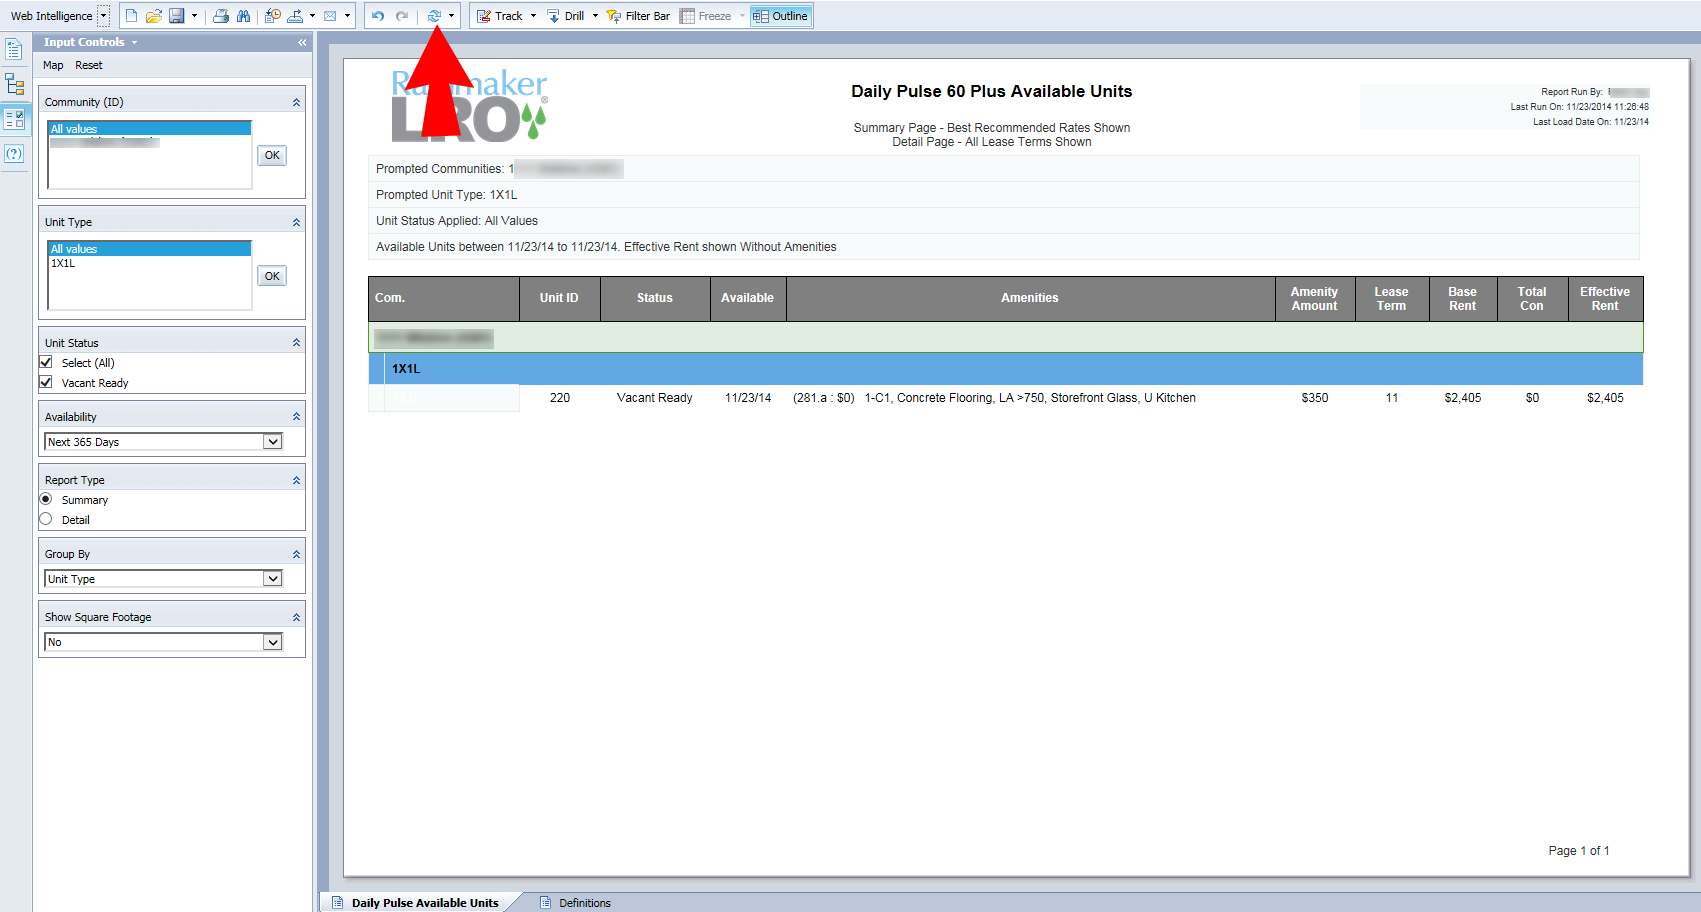 Web Intelligence
Track
Drill
Filter Bar
Freeze
Outline
Input Controls
Map Reset
Community (ID)
All values
OK
Unit Type
All values
1X1L
OK
Unit Status
Select (All)
Vacant Ready
Availability
Next 365 Days
Report Type
Summary
Detail
Group By
Unit Type
Show Square Footage
No
LRO®
Daily Pulse 60 Plus Available Units
Summary Page - Best Recommended Rates Shown
Detail Page - All Lease Terms Shown
Report Run By:
Last Run On: 11/23/2014 11:26:48
Last Load Date On: 11/23/14
Prompted Communities: 1
Prompted Unit Type: 1X1L
Unit Status Applied: All Values
Available Units between 11/23/14 to 11/23/14. Effective Rent shown Without Amenities
Com. Unit ID Status Available Amenities Amenity Amount Lease Term Base Rent Total Con Effective Rent
1X1L
220 Vacant Ready 11/23/14 (281.a : $0) 1-C1, Concrete Flooring, LA >750, Storefront Glass, U Kitchen $350 11 $2,405 $0 $2,405
Page 1 of 1
Daily Pulse Available Units
Definitions